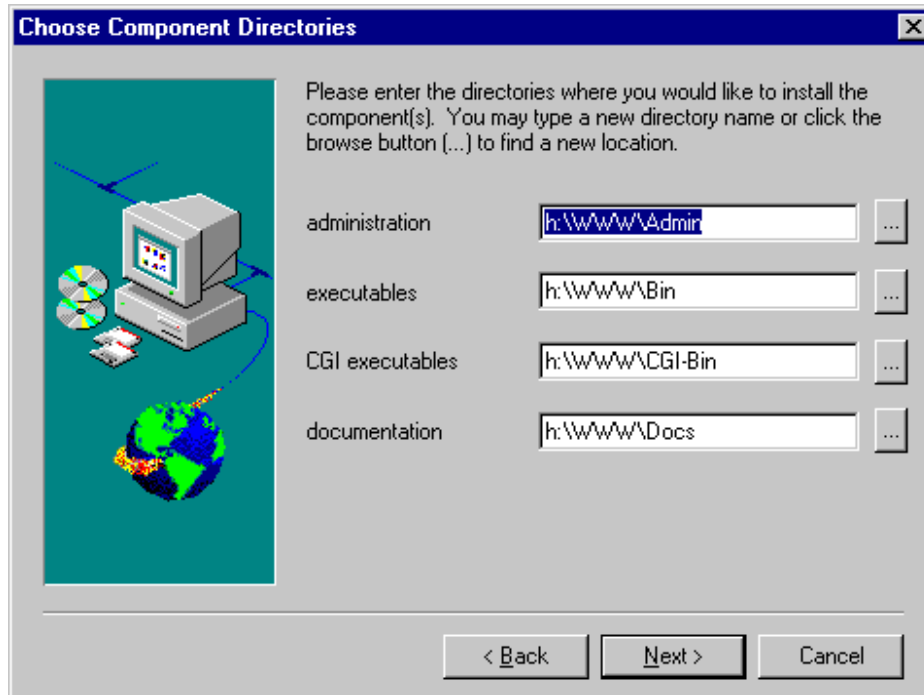 Choose Component Directories
Please enter the directories where you would like to install the
component(s). You may type a new directory name or click the
browse button (...) to find a new location.
administration h:\WWW\Admin ...
executables h:\WWW\Bin ...
CGI executables h:\WWW\CGI-Bin ...
documentation h:\WWW\Docs ...
< Back Next > Cancel